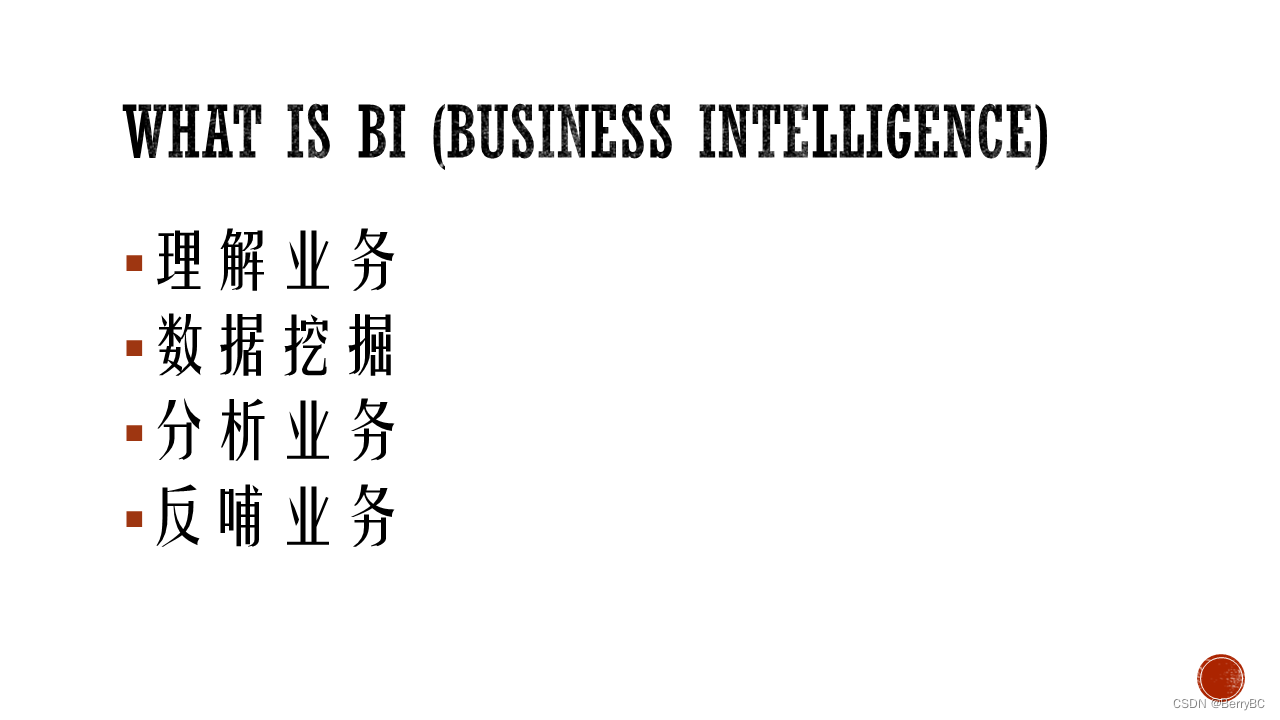 WHAT IS BI (BUSINESS INTELLIGENCE)
理解业务
数据挖掘
分析业务
反哺业务
CSDN @BerryBC